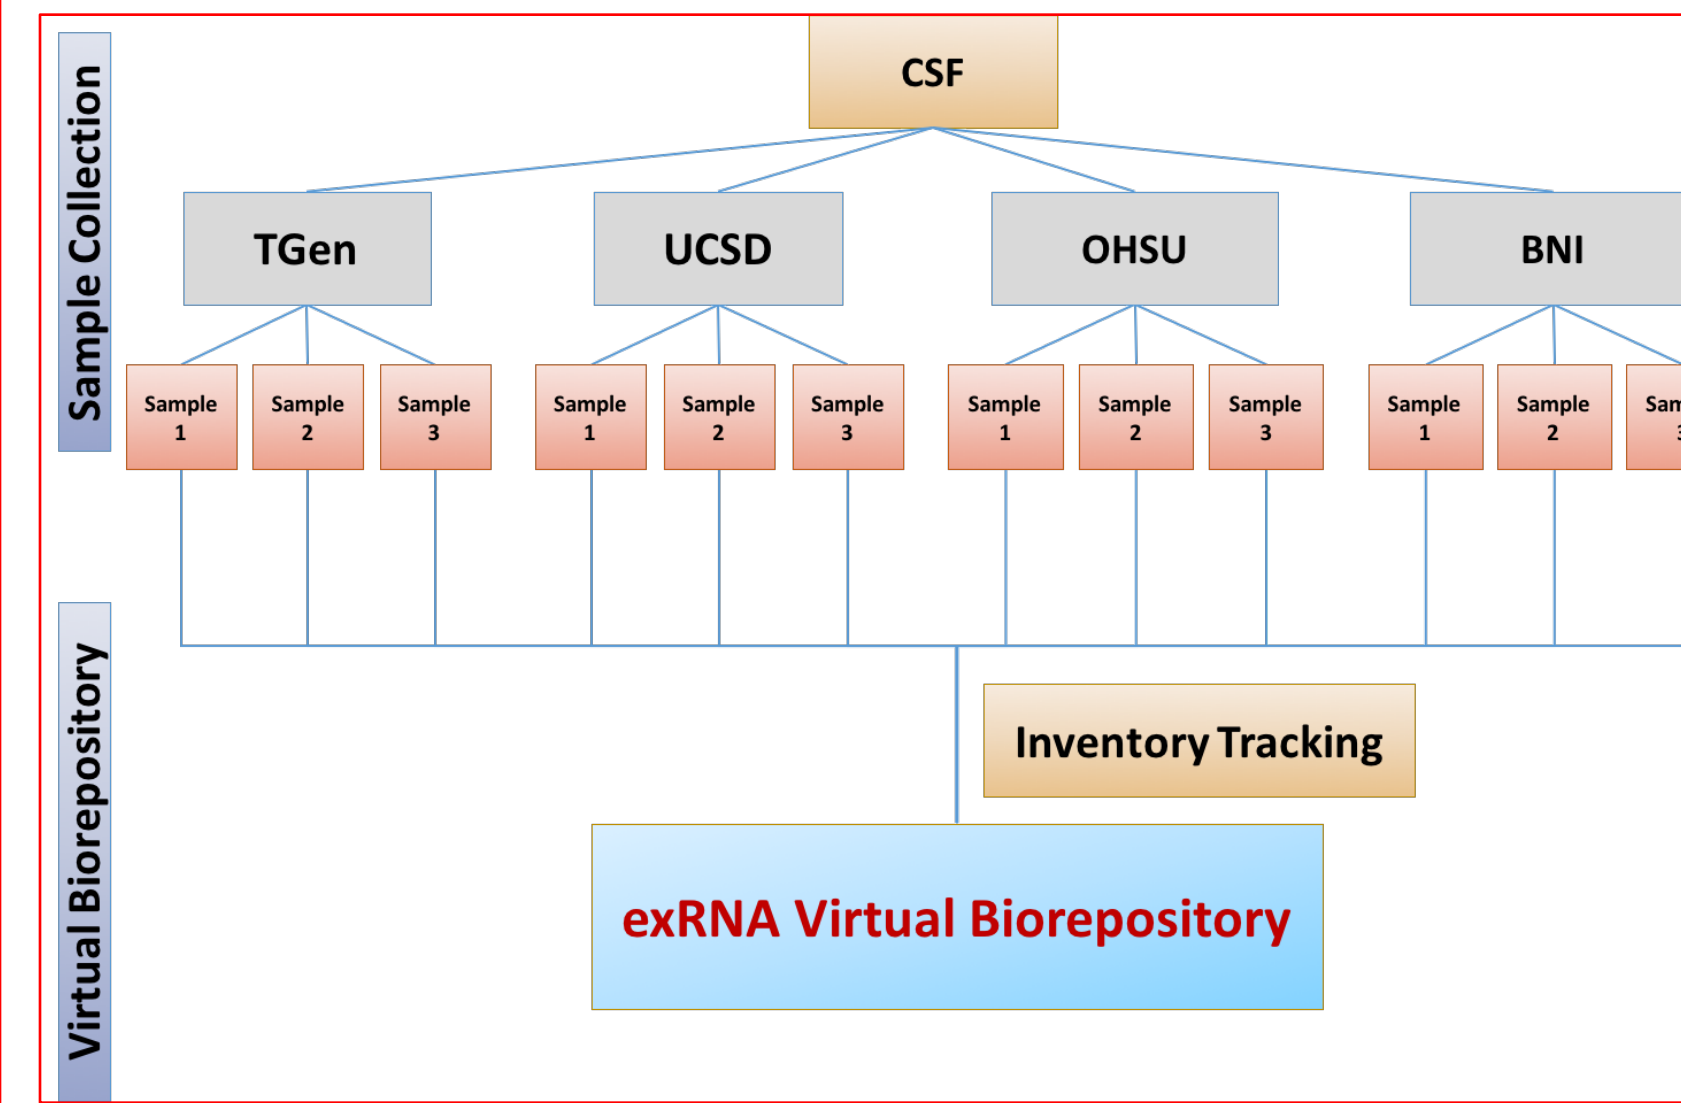 Sample Collection
CSF
TGen
UCSD
OHSU
BNI
Sample
1
Sample
2
Sample
3
Sample
1
Sample
2
Sample
3
Sample
1
Sample
2
Sample
3
Sample
1
Sample
2
Virtual Biorepository
Inventory Tracking
exRNA Virtual Biorepository